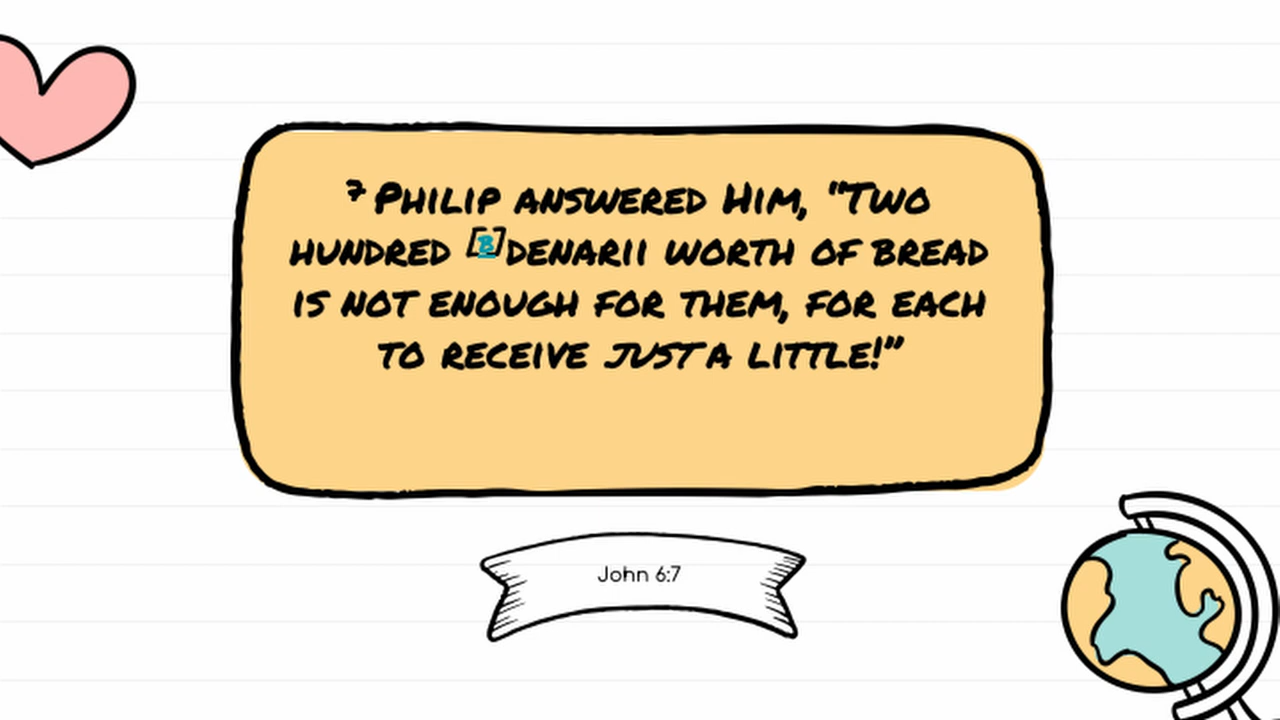 ⁷ Philip answered Him, “Two
hundred [b]denarii worth of bread
is not enough for them, for each
to receive just a little!”
John 6:7